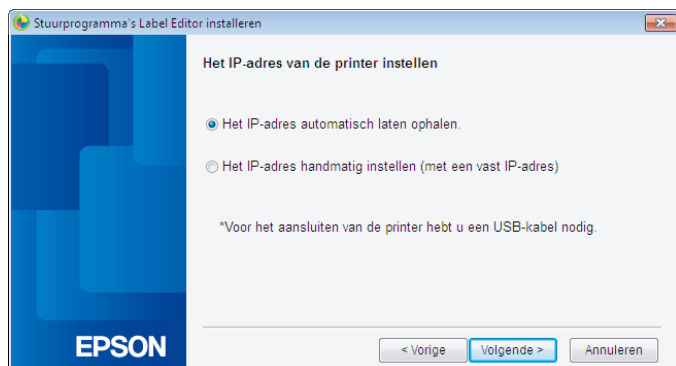 Stuurprogramma's Label Editor installeren
Het IP-adres van de printer instellen
Het IP-adres automatisch laten ophalen.
Het IP-adres handmatig instellen (met een vast IP-adres)
*Voor het aansluiten van de printer hebt u een USB-kabel nodig.
EPSON
< Vorige Volgende > Annuleren